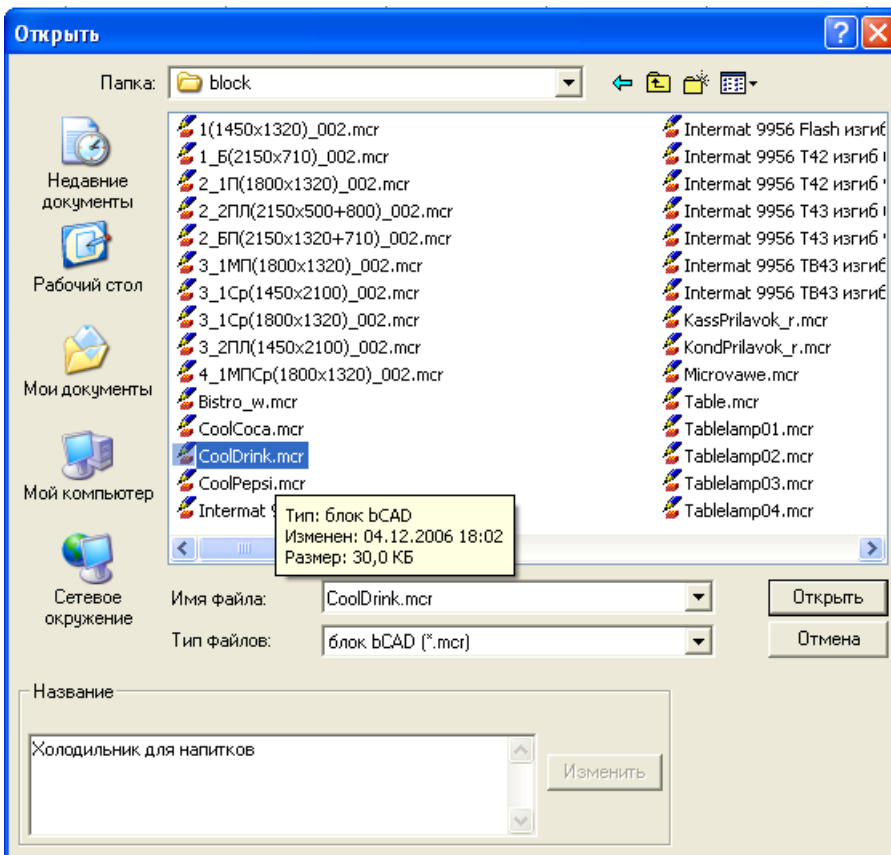 Открыть
Папка: block
Недавние документы
Рабочий стол
Мои документы
Мой компьютер
Сетевое окружение
1(1450x1320)_002.mcr
1_Б(2150x710)_002.mcr
2_1П(1800x1320)_002.mcr
2_2ПЛ(2150x500+800)_002.mcr
2_БП(2150x1320+710)_002.mcr
3_1МП(1800x1320)_002.mcr
3_1Ср(1450x2100)_002.mcr
3_1Ср(1800x1320)_002.mcr
3_2ПЛ(1450x2100)_002.mcr
4_1МПСр(1800x1320)_002.mcr
Bistro_w.mcr
CoolCoca.mcr
CoolDrink.mcr
CoolPepsi.mcr
Intermat 9
Intermat 9956 Flash изгиб
Intermat 9956 T42 изгиб
Intermat 9956 T42 изгиб
Intermat 9956 T43 изгиб
Intermat 9956 T43 изгиб
Intermat 9956 TB43 изгиб
Intermat 9956 TB43 изгиб
KassPrilavok_r.mcr
KondPrilavok_r.mcr
Microvawe.mcr
Table.mcr
Tablelamp01.mcr
Tablelamp02.mcr
Tablelamp03.mcr
Tablelamp04.mcr
Тип: блок bCAD
Изменен: 04.12.2006 18:02
Размер: 30,0 КБ
Имя файла: CoolDrink.mcr Открыть
Тип файлов: блок bCAD (*.mcr) Отмена
Название
Холодильник для напитков
Изменить